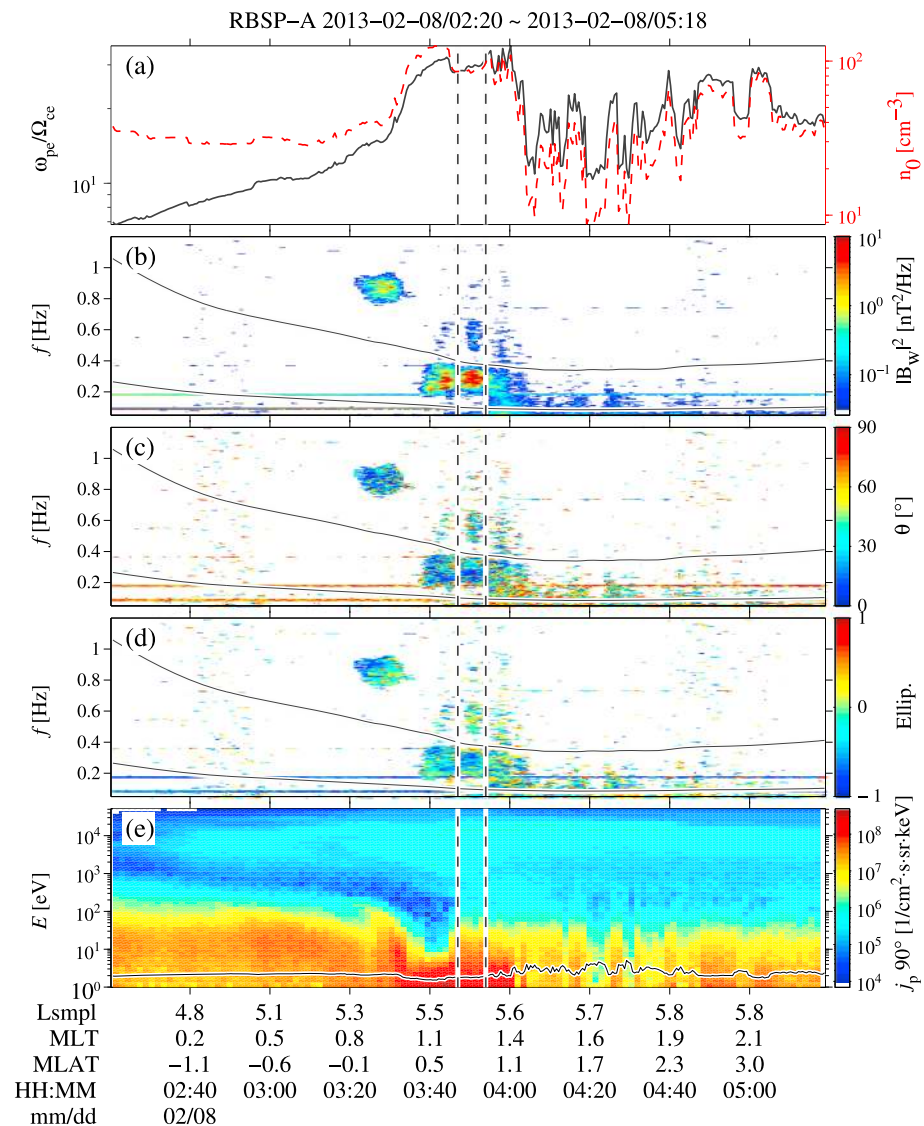 RBSP−A 2013−02−08/02:20 ~ 2013−02−08/05:18
(a)
ωpe/Ωce
10¹
n₀ [cm⁻³]
10²
10¹
(b)
f [Hz]
1
0.8
0.6
0.4
0.2
|Bw|² [nT²/Hz]
10¹
10⁰
10⁻¹
(c)
f [Hz]
1
0.8
0.6
0.4
0.2
θ [°]
90
60
30
0
(d)
f [Hz]
1
0.8
0.6
0.4
0.2
Ellip.
1
0
−1
(e)
E [eV]
10⁴
10³
10²
10¹
10⁰
jp 90° [1/cm²·s·sr·keV]
10⁸
10⁷
10⁶
10⁵
10⁴
Lsmpl 4.8 5.1 5.3 5.5 5.6 5.7 5.8 5.8
MLT 0.2 0.5 0.8 1.1 1.4 1.6 1.9 2.1
MLAT −1.1 −0.6 −0.1 0.5 1.1 1.7 2.3 3.0
HH:MM 02:40 03:00 03:20 03:40 04:00 04:20 04:40 05:00
mm/dd 02/08